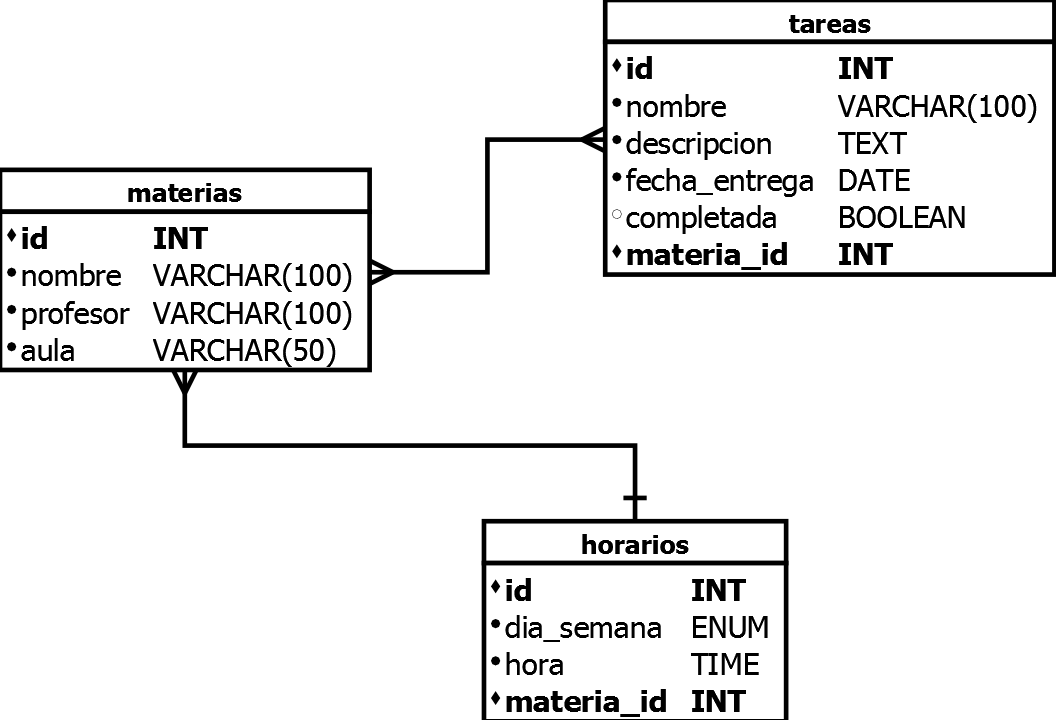 tareas
id INT
nombre VARCHAR(100)
descripcion TEXT
fecha_entrega DATE
completada BOOLEAN
materia_id INT
materias
id INT
nombre VARCHAR(100)
profesor VARCHAR(100)
aula VARCHAR(50)
horarios
id INT
dia_semana ENUM
hora TIME
materia_id INT